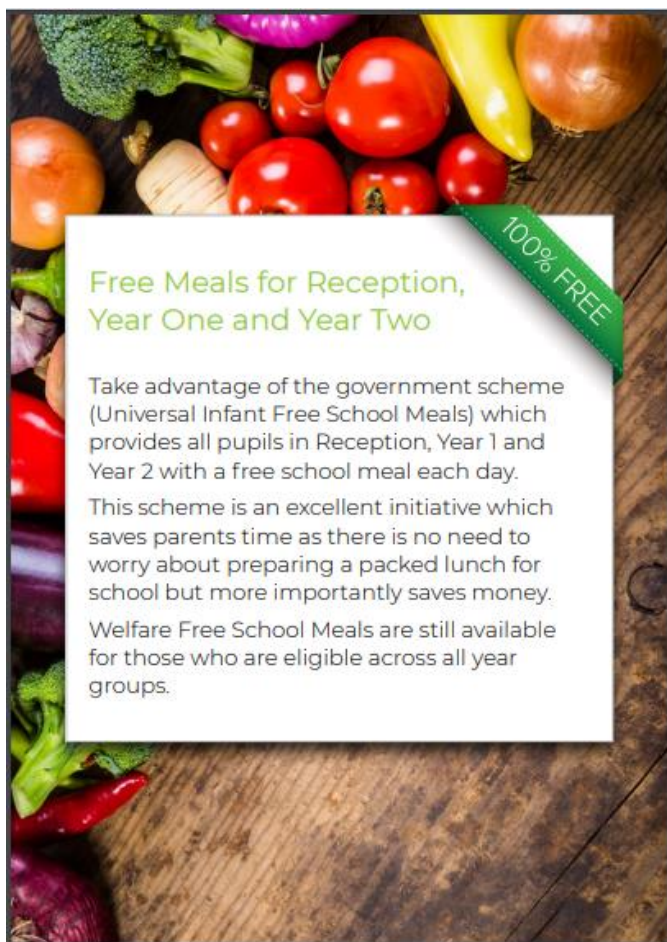 100% FREE
Free Meals for Reception,
Year One and Year Two
Take advantage of the government scheme
(Universal Infant Free School Meals) which
provides all pupils in Reception, Year 1 and
Year 2 with a free school meal each day.
This scheme is an excellent initiative which
saves parents time as there is no need to
worry about preparing a packed lunch for
school but more importantly saves money.
Welfare Free School Meals are still available
for those who are eligible across all year
groups.